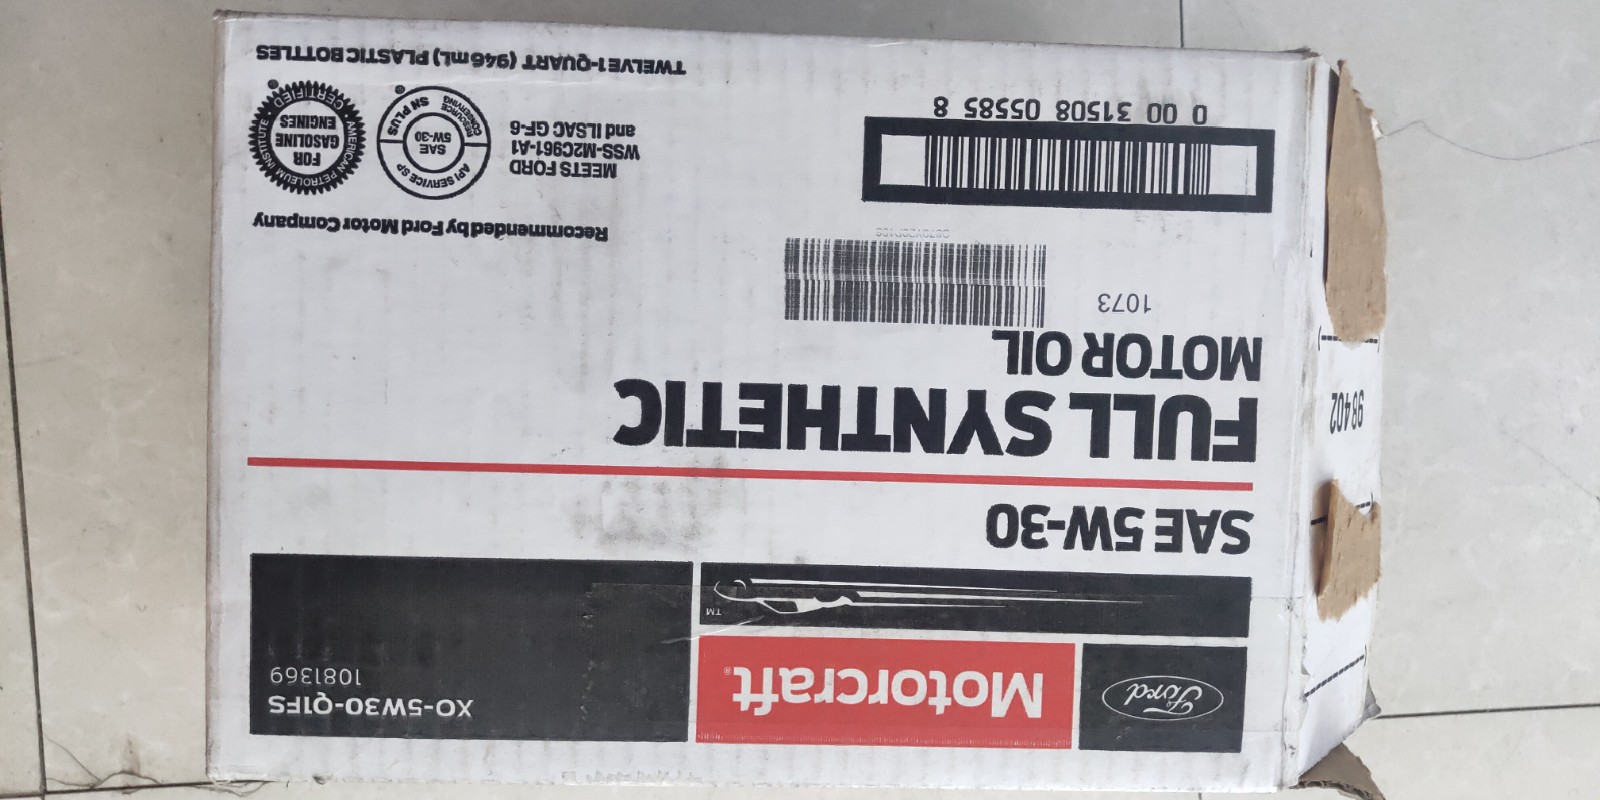 Ford
Motorcraft®
TM
XO-5W30-Q1FS
1081369
SAE 5W-30
FULL SYNTHETIC
MOTOR OIL
1073
0 00 31508 05585 8
Recommended by Ford Motor Company
MEETS FORD
WSS-M2C961-A1
and ILSAC GF-6
API SERVICE SP
SAE
5W-30
RESOURCE
CONSERVING
SN PLUS
AMERICAN PETROLEUM INSTITUTE
FOR
GASOLINE
ENGINES
CERTIFIED
TWELVE 1-QUART (946 mL) PLASTIC BOTTLES
98402